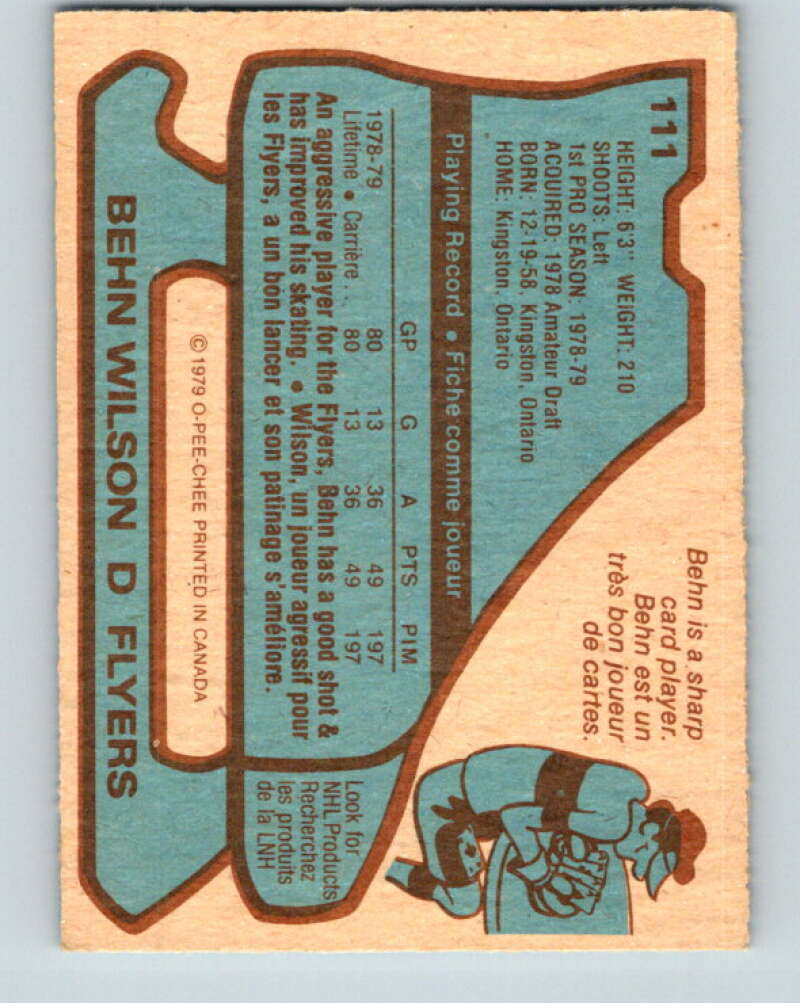 111
HEIGHT: 6'3" WEIGHT: 210
SHOOTS: Left
1st PRO SEASON: 1978-79
ACQUIRED: 1978 Amateur Draft
BORN: 12-19-58, Kingston, Ontario
HOME: Kingston, Ontario
Behn is a sharp
card player.
Behn est un
très bon joueur
de cartes.
Playing Record • Fiche comme joueur
GP G A PTS PIM
1978-79 80 13 36 49 197
Lifetime • Carrière... 80 13 36 49 197
An aggressive player for the Flyers, Behn has a good shot &
has improved his skating. • Wilson, un joueur agressif pour
les Flyers, a un bon lancer et son patinage s'améliore.
Look for
NHL Products
Recherchez
les produits
de la LNH
© 1979 O-PEE-CHEE PRINTED IN CANADA
BEHN WILSON D FLYERS